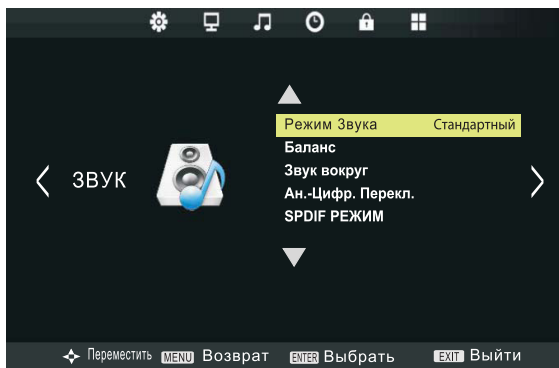 Режим Звука Стандартный
Баланс
Звук вокруг
ЗВУК
Ан.-Цифр. Перекл.
SPDIF РЕЖИМ
Переместить MENU Возврат ENTER Выбрать EXIT Выйти